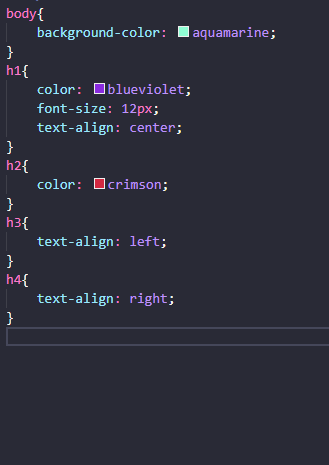 body{
    background-color: aquamarine;
}
h1{
    color: blueviolet;
    font-size: 12px;
    text-align: center;
}
h2{
    color: crimson;
}
h3{
    text-align: left;
}
h4{
    text-align: right;
}